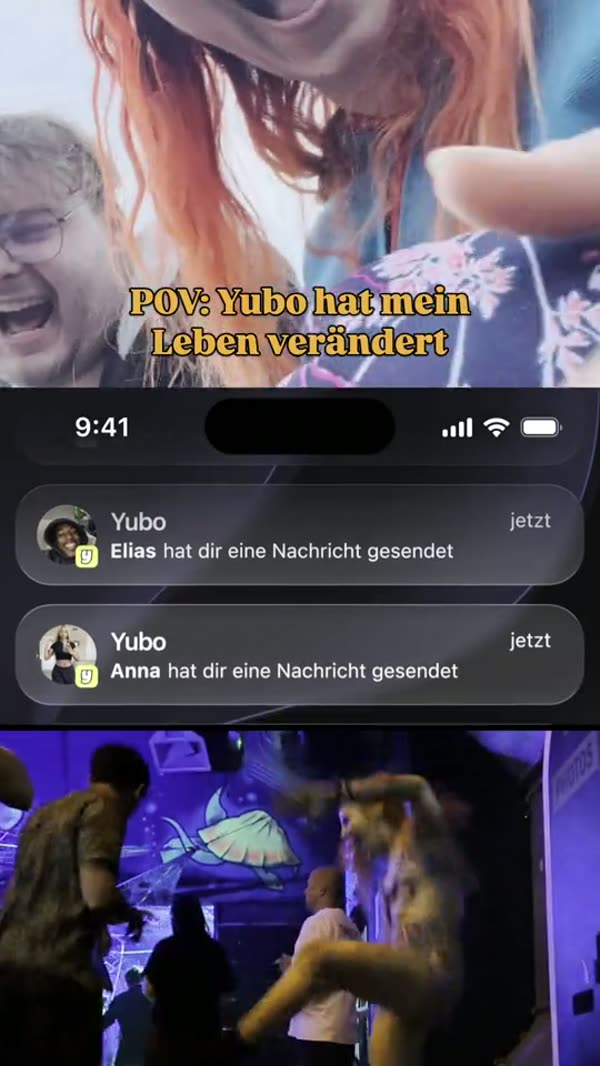 POV: Yubo hat mein
Leben verändert
9:41
Yubo
jetzt
Elias hat dir eine Nachricht gesendet
y
Yubo
jetzt
Anna hat dir eine Nachricht gesendet
y
PHOTOS